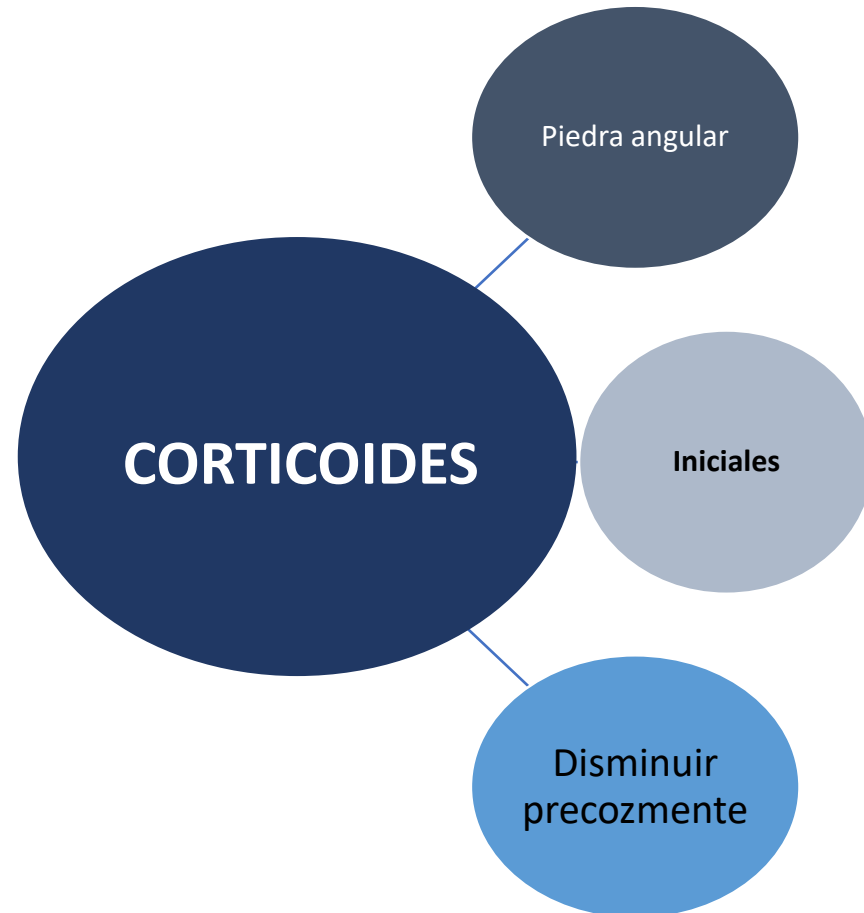 Piedra angular
CORTICOIDES
Iniciales
Disminuir
precozmente